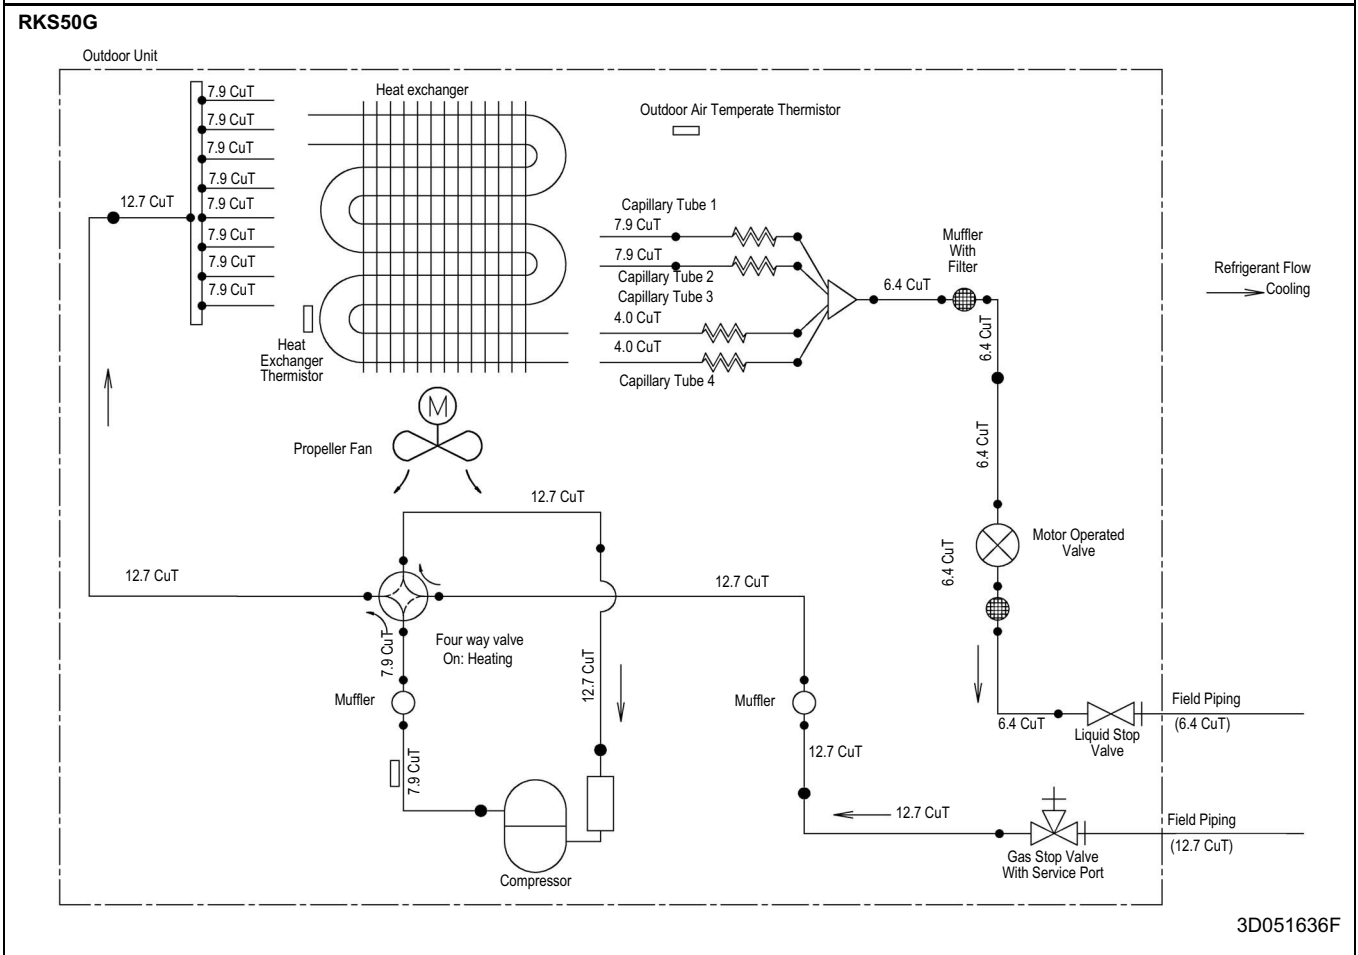 RKS50G
Outdoor Unit
7.9 CuT
7.9 CuT
7.9 CuT
7.9 CuT
7.9 CuT
7.9 CuT
7.9 CuT
7.9 CuT
12.7 CuT
Heat exchanger
Outdoor Air Temperate Thermistor
Heat
Exchanger
Thermistor
Capillary Tube 1
7.9 CuT
7.9 CuT
Capillary Tube 2
Capillary Tube 3
4.0 CuT
4.0 CuT
Capillary Tube 4
6.4 CuT
Muffler
With
Filter
6.4 CuT
6.4 CuT
Refrigerant Flow
Cooling
M
Propeller Fan
12.7 CuT
12.7 CuT
12.7 CuT
6.4 CuT
Motor Operated
Valve
Four way valve
On: Heating
7.9 CuT
12.7 CuT
Muffler
Muffler
7.9 CuT
12.7 CuT
6.4 CuT
Liquid Stop
Valve
Field Piping
(6.4 CuT)
12.7 CuT
Gas Stop Valve
With Service Port
Field Piping
(12.7 CuT)
Compressor
3D051636F